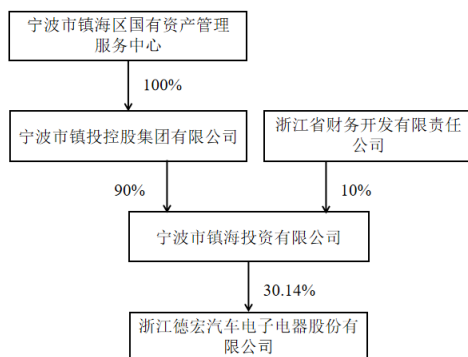 宁波市镇海区国有资产管理
服务中心
100%
宁波市镇投控股集团有限公司
浙江省财务开发有限责任
公司
90%
10%
宁波市镇海投资有限公司
30.14%
浙江德宏汽车电子电器股份有
限公司